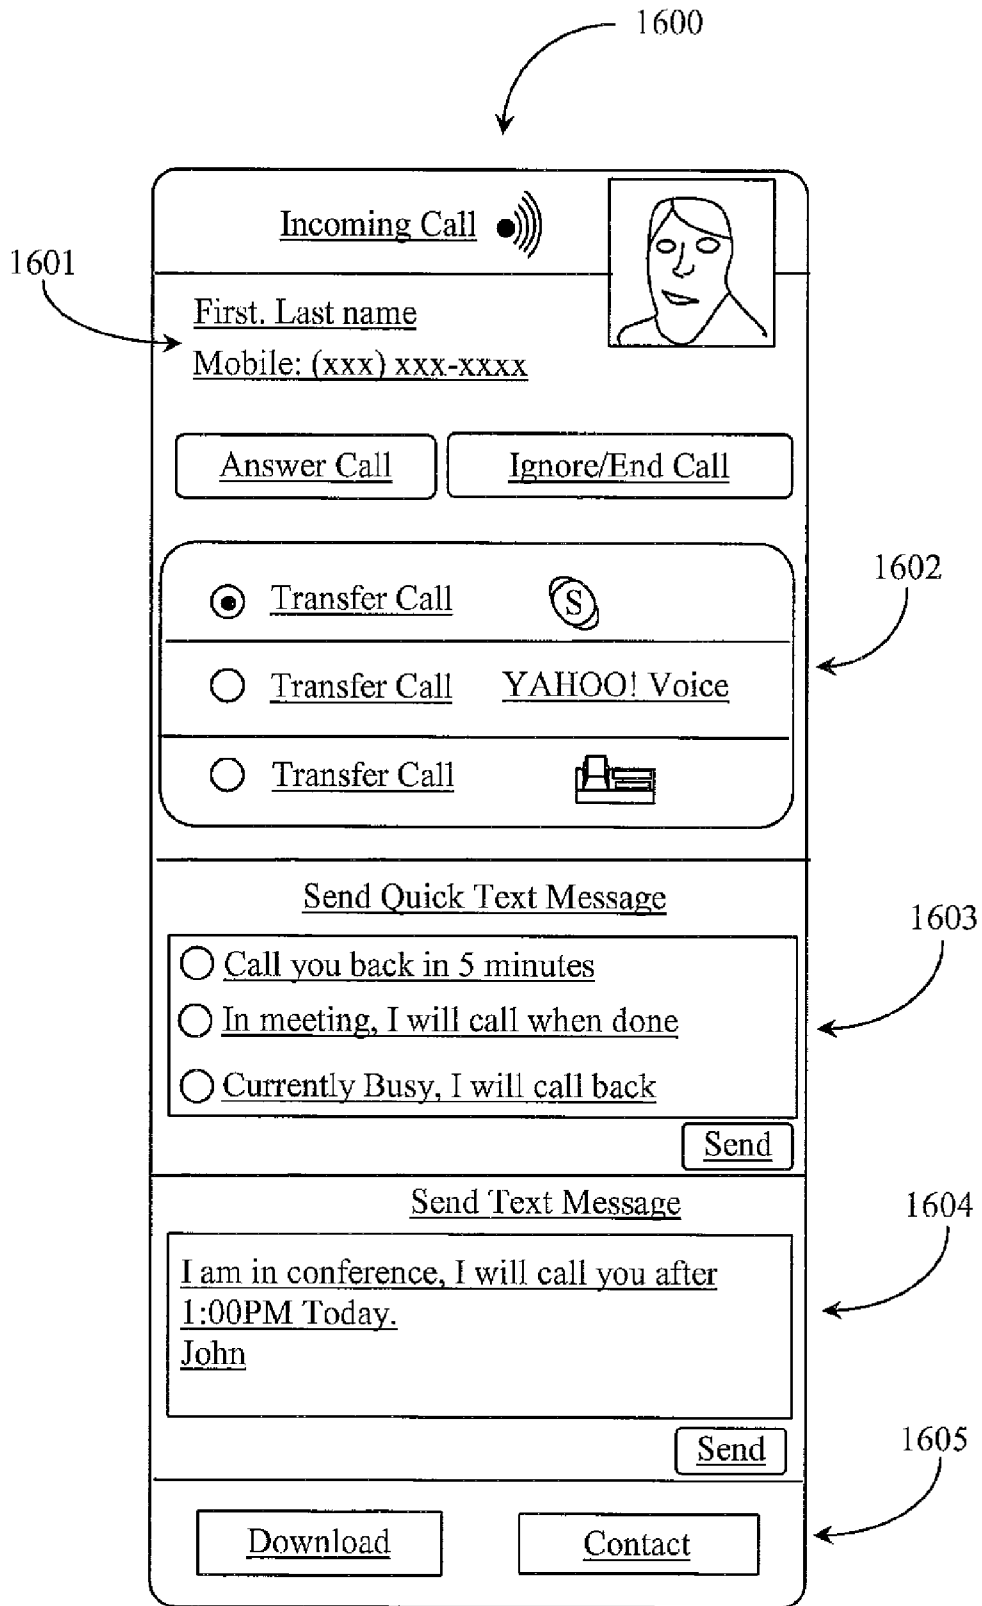 1600
Incoming Call
1601
First. Last name
Mobile: (xxx) xxx-xxxx
Answer Call
Ignore/End Call
1602
Transfer Call S
Transfer Call YAHOO! Voice
Transfer Call
Send Quick Text Message
1603
Call you back in 5 minutes
In meeting, I will call when done
Currently Busy, I will call back
Send
Send Text Message
1604
I am in conference, I will call you after
1:00PM Today.
John
Send
1605
Download
Contact